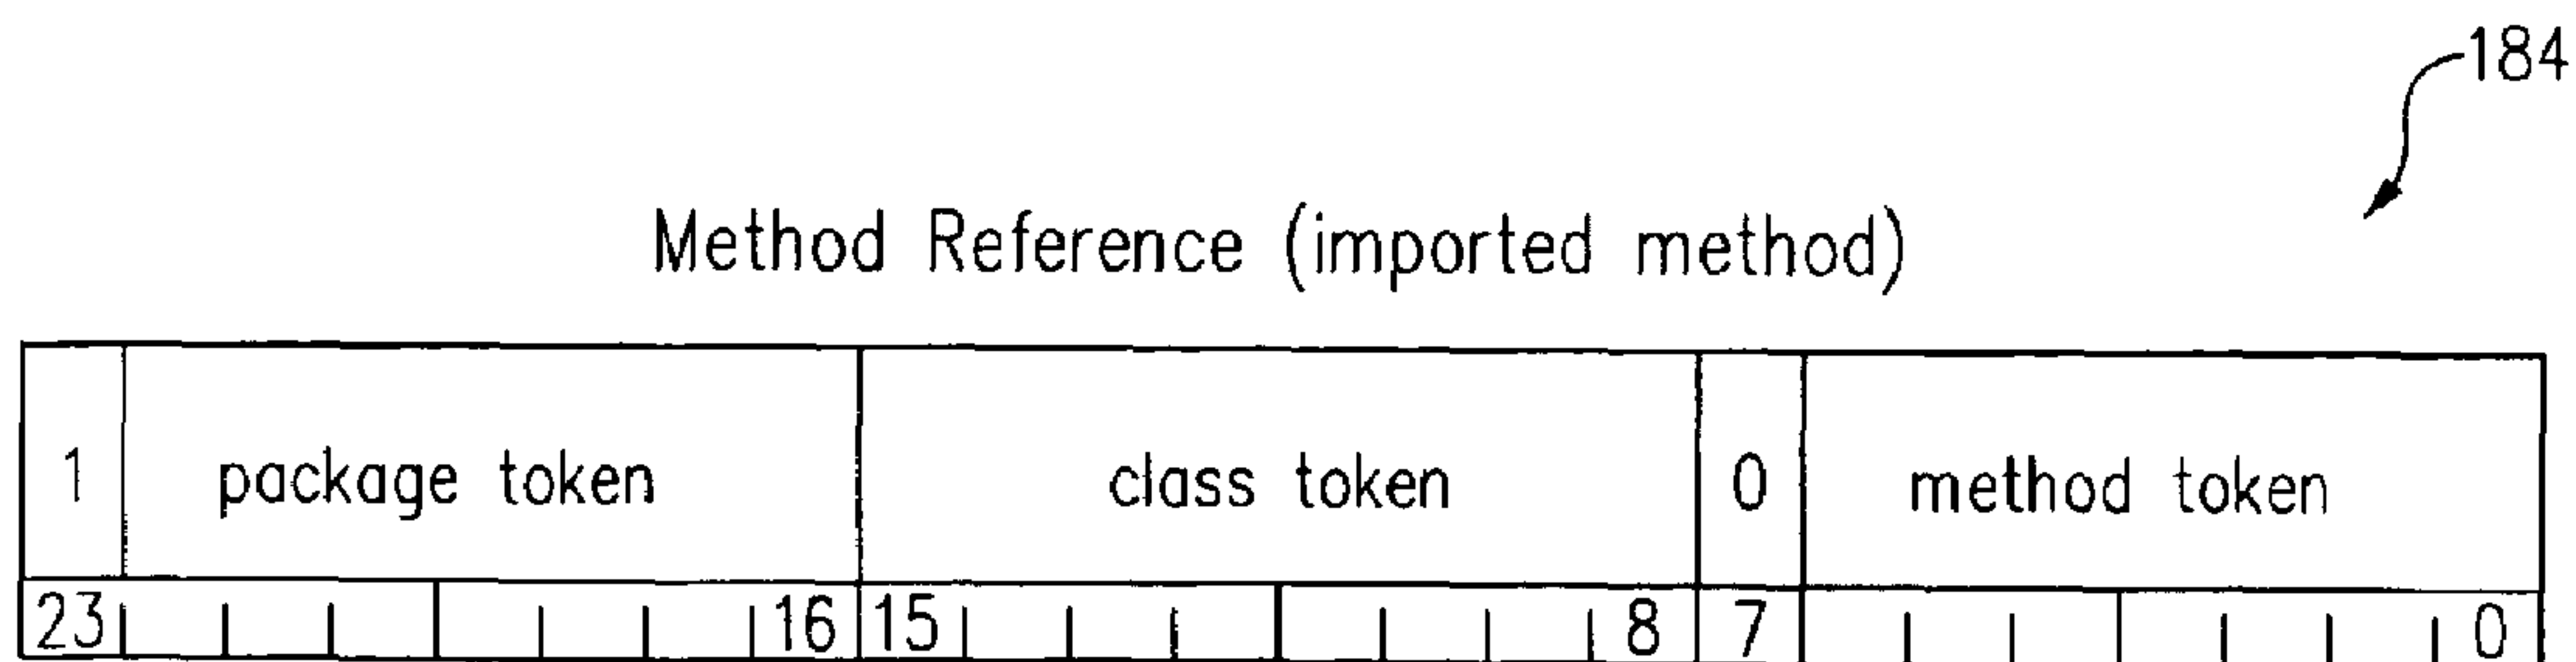 184
Method Reference (imported method)
1 package token class token 0 method token
23 16 15 8 7 0